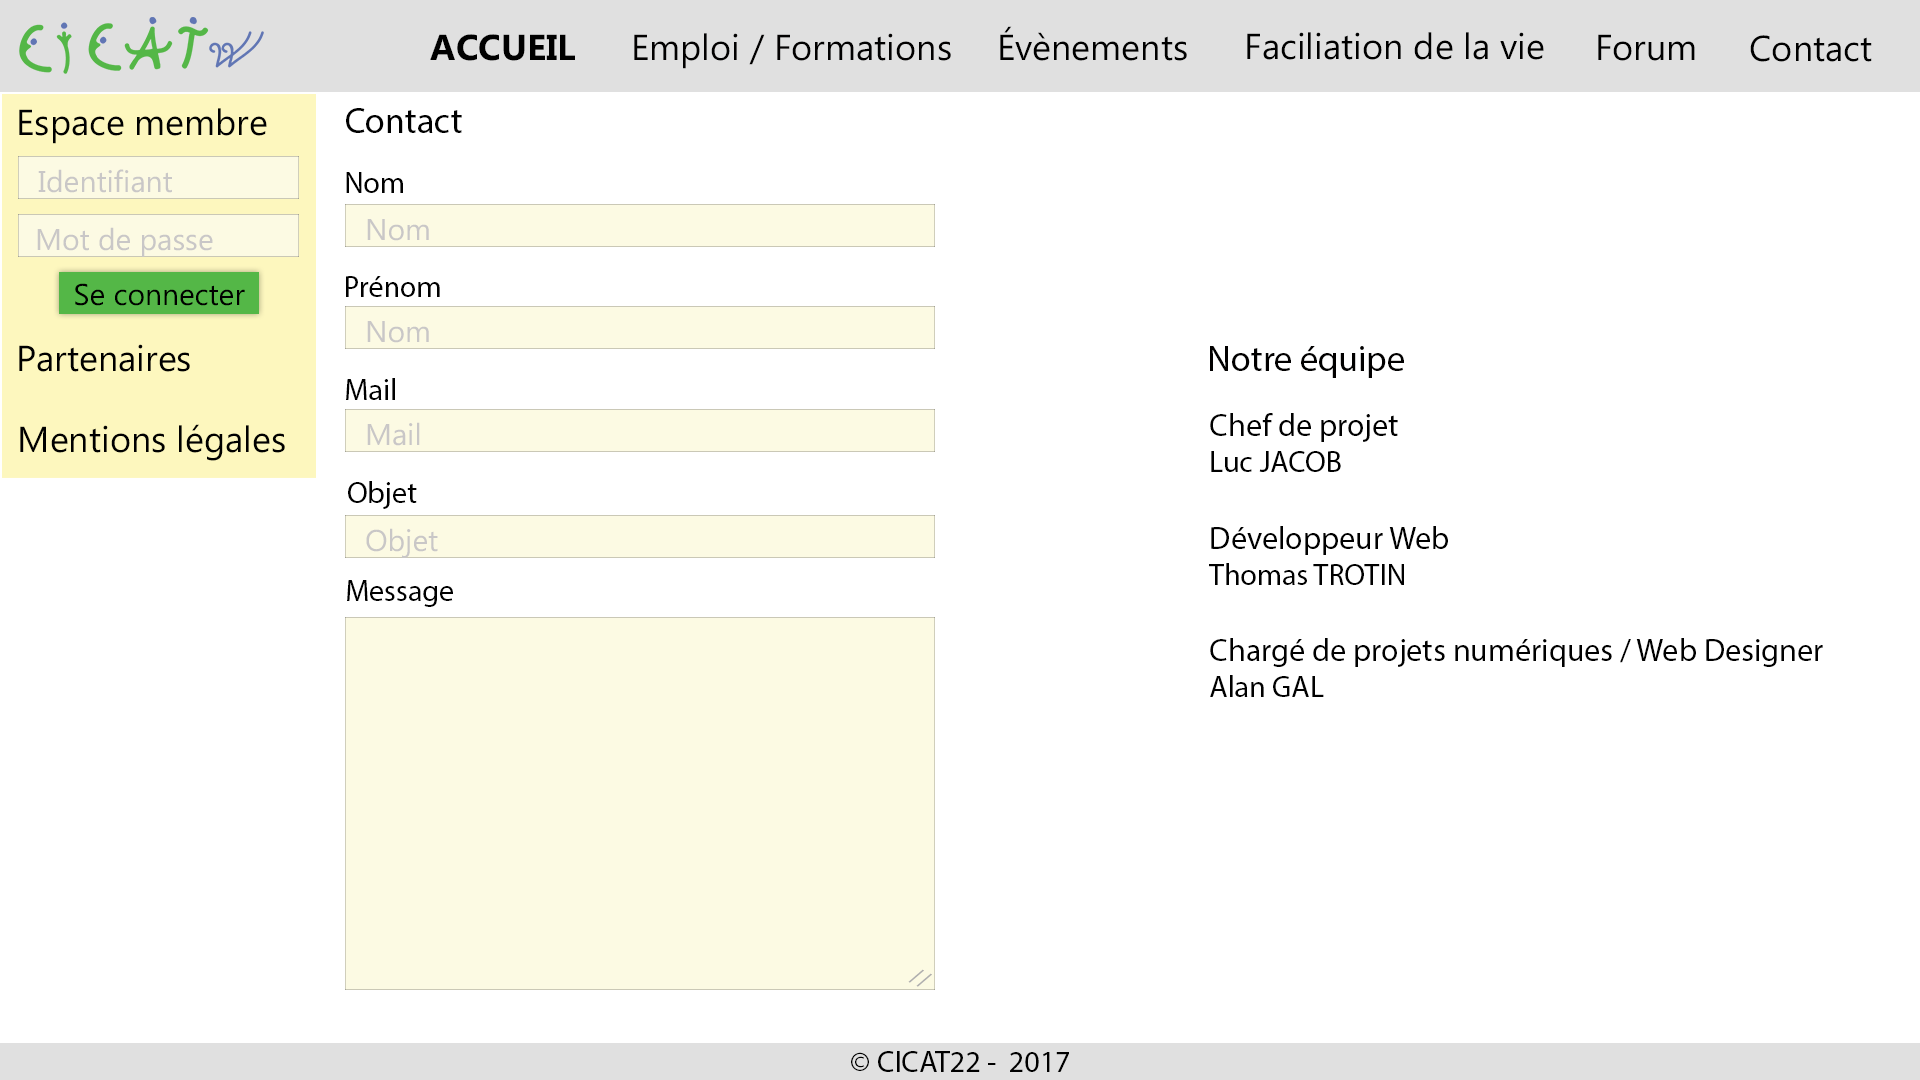 CiCAT22
ACCUEIL
Emploi / Formations
Évènements
Faciliation de la vie
Forum
Contact
Espace membre
Identifiant
Mot de passe
Se connecter
Partenaires
Mentions légales
Contact
Nom
Nom
Prénom
Nom
Mail
Mail
Objet
Objet
Message
Notre équipe
Chef de projet
Luc JACOB
Développeur Web
Thomas TROTIN
Chargé de projets numériques / Web Designer
Alan GAL
© CICAT22 - 2017